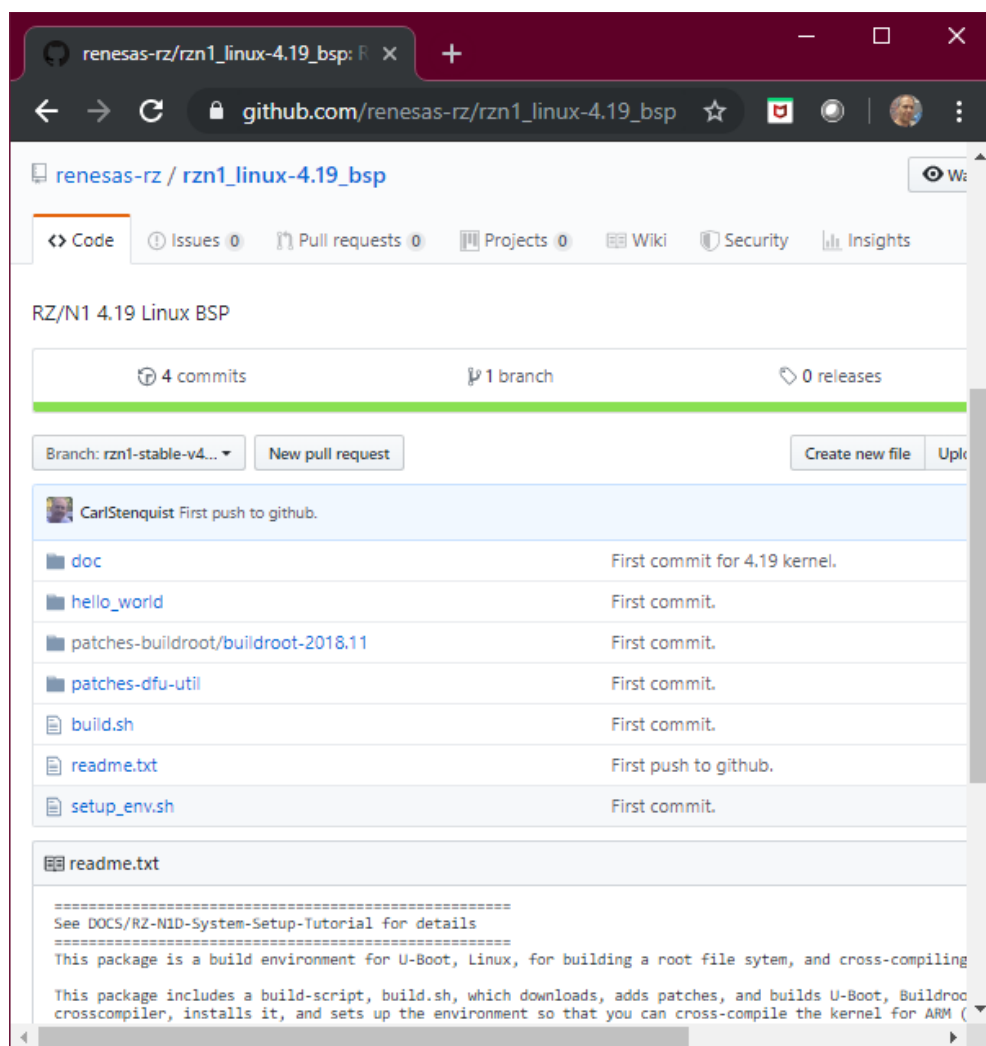 renesas-rz/rzn1_linux-4.19_bsp: R
github.com/renesas-rz/rzn1_linux-4.19_bsp
renesas-rz / rzn1_linux-4.19_bsp
Wa
Code Issues 0 Pull requests 0 Projects 0 Wiki Security Insights
RZ/N1 4.19 Linux BSP
4 commits 1 branch 0 releases
Branch: rzn1-stable-v4... New pull request Create new file Uplo
CarlStenquist First push to github.
doc First commit for 4.19 kernel.
hello_world First commit.
patches-buildroot/buildroot-2018.11 First commit.
patches-dfu-util First commit.
build.sh First commit.
readme.txt First push to github.
setup_env.sh First commit.
readme.txt
====================================================
See DOCS/RZ-N1D-System-Setup-Tutorial for details
====================================================
This package is a build environment for U-Boot, Linux, for building a root file sytem, and cross-compiling
This package includes a build-script, build.sh, which downloads, adds patches, and builds U-Boot, Buildroo
crosscompiler, installs it, and sets up the environment so that you can cross-compile the kernel for ARM (